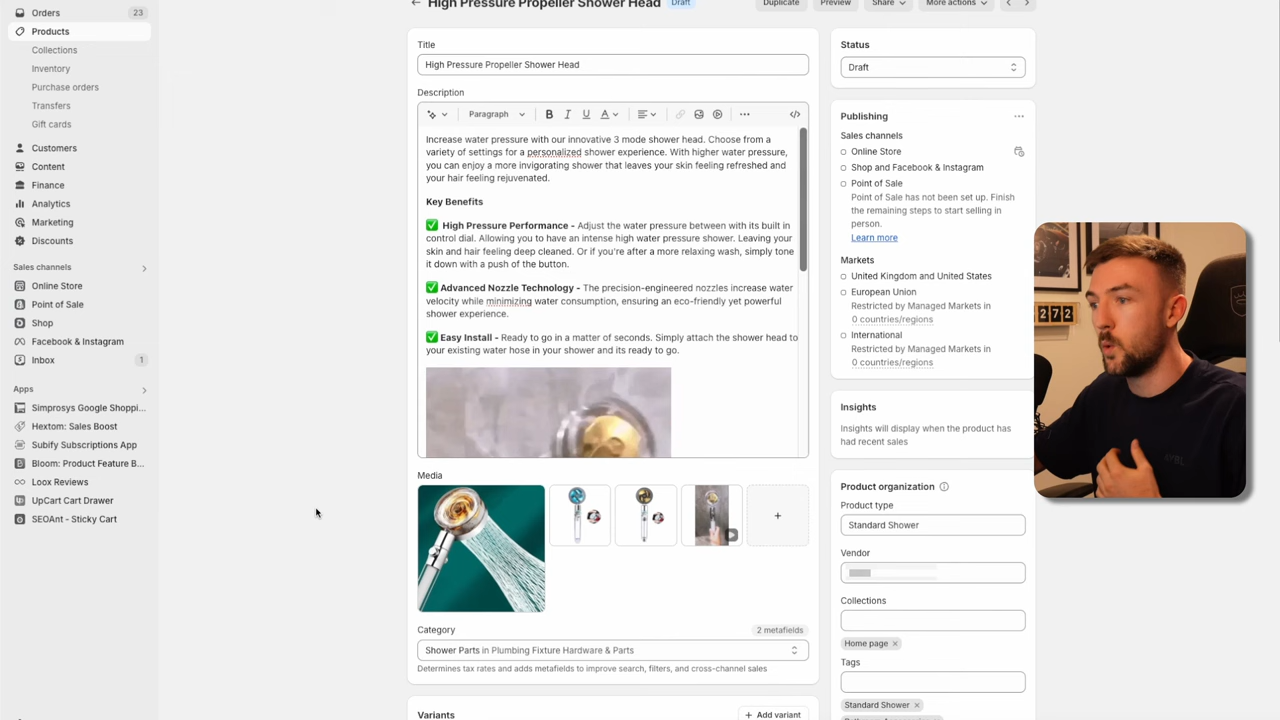 Orders 23
Products
Collections
Inventory
Purchase orders
Transfers
Gift cards
Customers
Content
Finance
Analytics
Marketing
Discounts
Sales channels
Online Store
Point of Sale
Shop
Facebook & Instagram
Inbox 1
Apps
Simprosys Google Shoppi...
Hextom: Sales Boost
Subify Subscriptions App
Bloom: Product Feature B...
Loox Reviews
UpCart Cart Drawer
SEOAnt - Sticky Cart
High Pressure Propeller Shower Head Draft
Duplicate Preview Share More actions
Title
High Pressure Propeller Shower Head
Description
Paragraph B I U A
Increase water pressure with our innovative 3 mode shower head. Choose from a
variety of settings for a personalized shower experience. With higher water pressure,
you can enjoy a more invigorating shower that leaves your skin feeling refreshed and
your hair feeling rejuvenated.
Key Benefits
✅ High Pressure Performance - Adjust the water pressure between with its built in
control dial. Allowing you to have an intense high water pressure shower. Leaving your
skin and hair feeling deep cleaned. Or if you're after a more relaxing wash, simply tone
it down with a push of the button.
✅ Advanced Nozzle Technology - The precision-engineered nozzles increase water
velocity while minimizing water consumption, ensuring an eco-friendly yet powerful
shower experience.
✅ Easy Install - Ready to go in a matter of seconds. Simply attach the shower head to
your existing water hose in your shower and its ready to go.
Media
Category 2 metafields
Shower Parts in Plumbing Fixture Hardware & Parts
Determines tax rates and adds metafields to improve search, filters, and cross-channel sales
Variants + Add variant
Status
Draft
Publishing
Sales channels
Online Store
Shop and Facebook & Instagram
Point of Sale
Point of Sale has not been set up. Finish
the remaining steps to start selling in
person.
Learn more
Markets
United Kingdom and United States
European Union
Restricted by Managed Markets in
0 countries/regions
International
Restricted by Managed Markets in
0 countries/regions
Insights
Insights will display when the product has
had recent sales
Product organization
Product type
Standard Shower
Vendor
Collections
Home page
Tags
Standard Shower
272